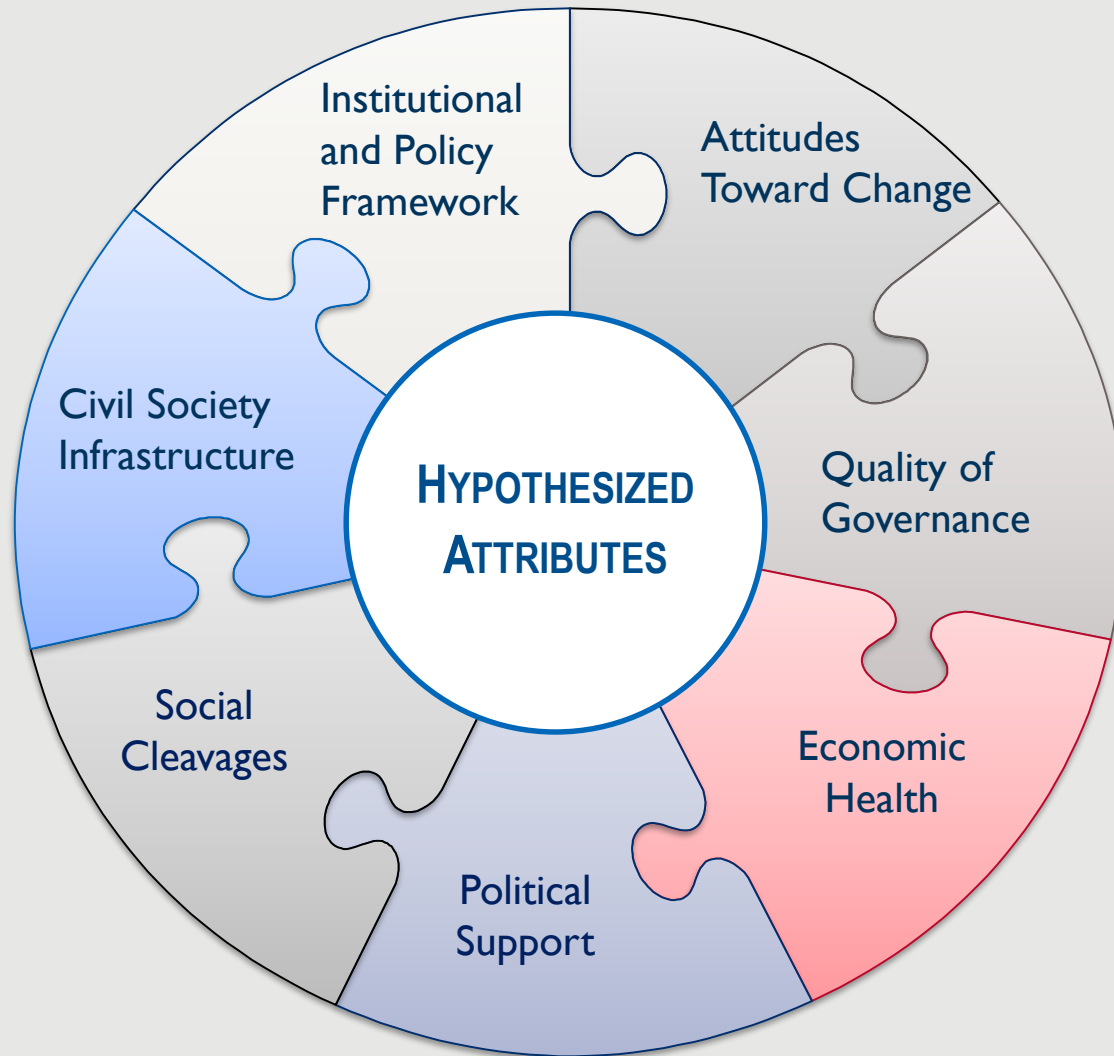 Institutional
and Policy
Framework
Attitudes
Toward Change
Civil Society
Infrastructure
HYPOTHESIZED
ATTRIBUTES
Quality of
Governance
Social
Cleavages
Economic
Health
Political
Support